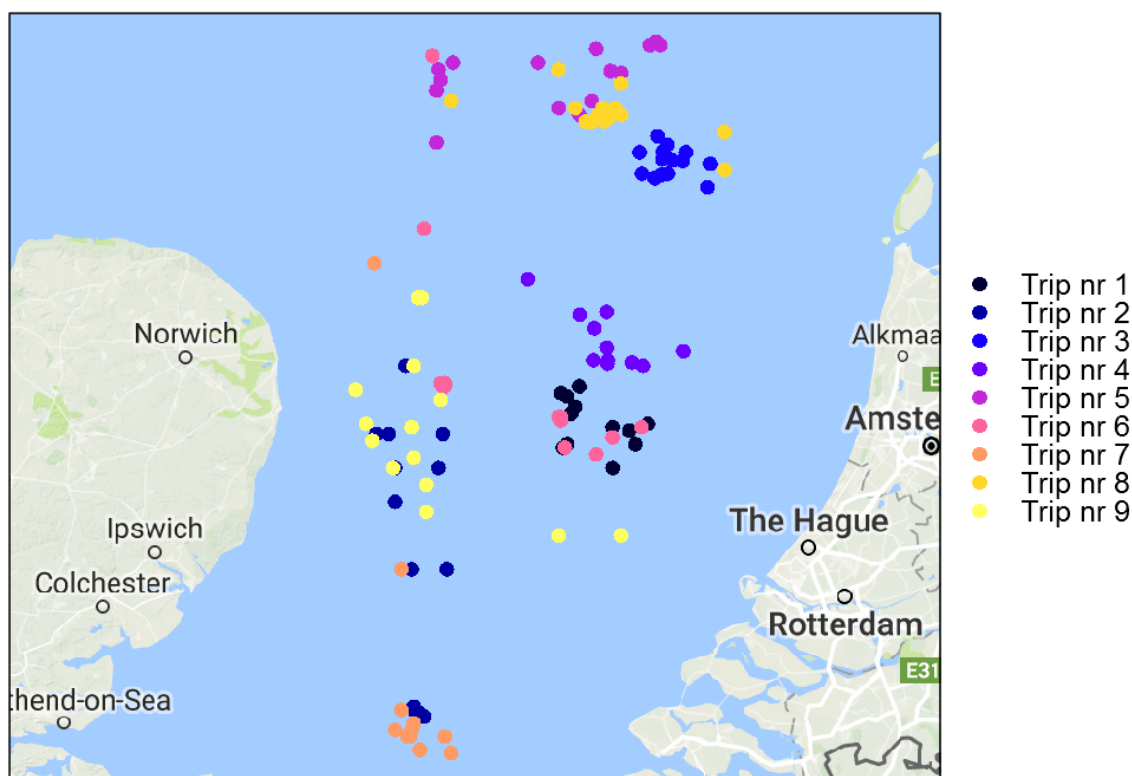 Norwich
Alkmaa
E
Amste
Ipswich
The Hague
Colchester
Rotterdam
E31
thend-on-Sea
Trip nr 1
Trip nr 2
Trip nr 3
Trip nr 4
Trip nr 5
Trip nr 6
Trip nr 7
Trip nr 8
Trip nr 9